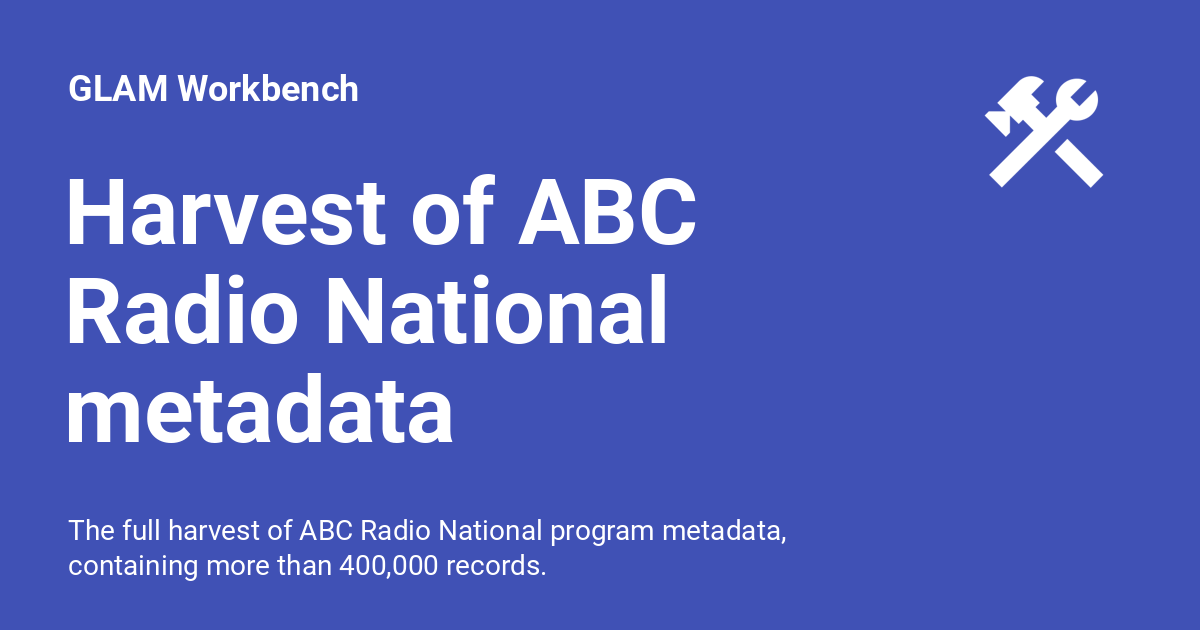 GLAM Workbench
Harvest of ABC
Radio National
metadata
The full harvest of ABC Radio National program metadata,
containing more than 400,000 records.